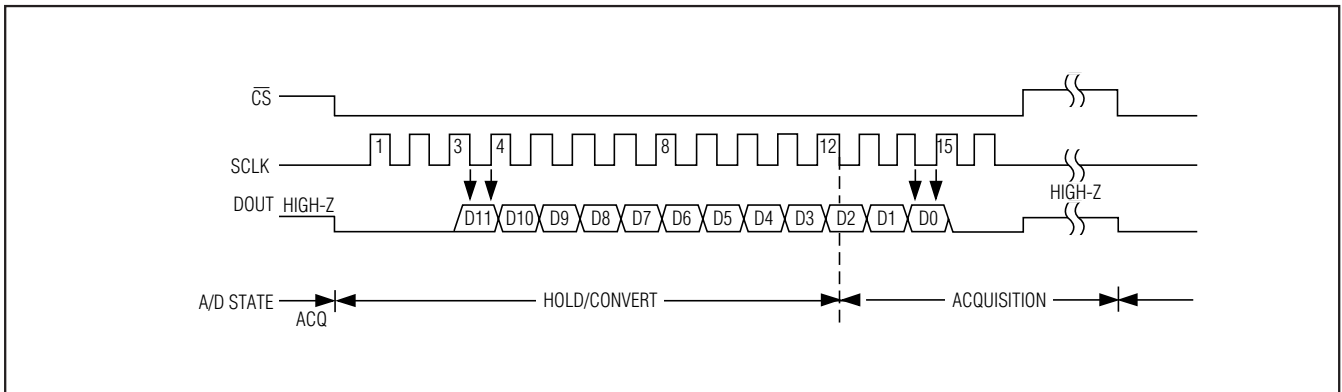 C̅S̅
1 3 4 8 12 15
SCLK
DOUT HIGH-Z HIGH-Z
D11 D10 D9 D8 D7 D6 D5 D4 D3 D2 D1 D0
A/D STATE HOLD/CONVERT ACQUISITION
ACQ